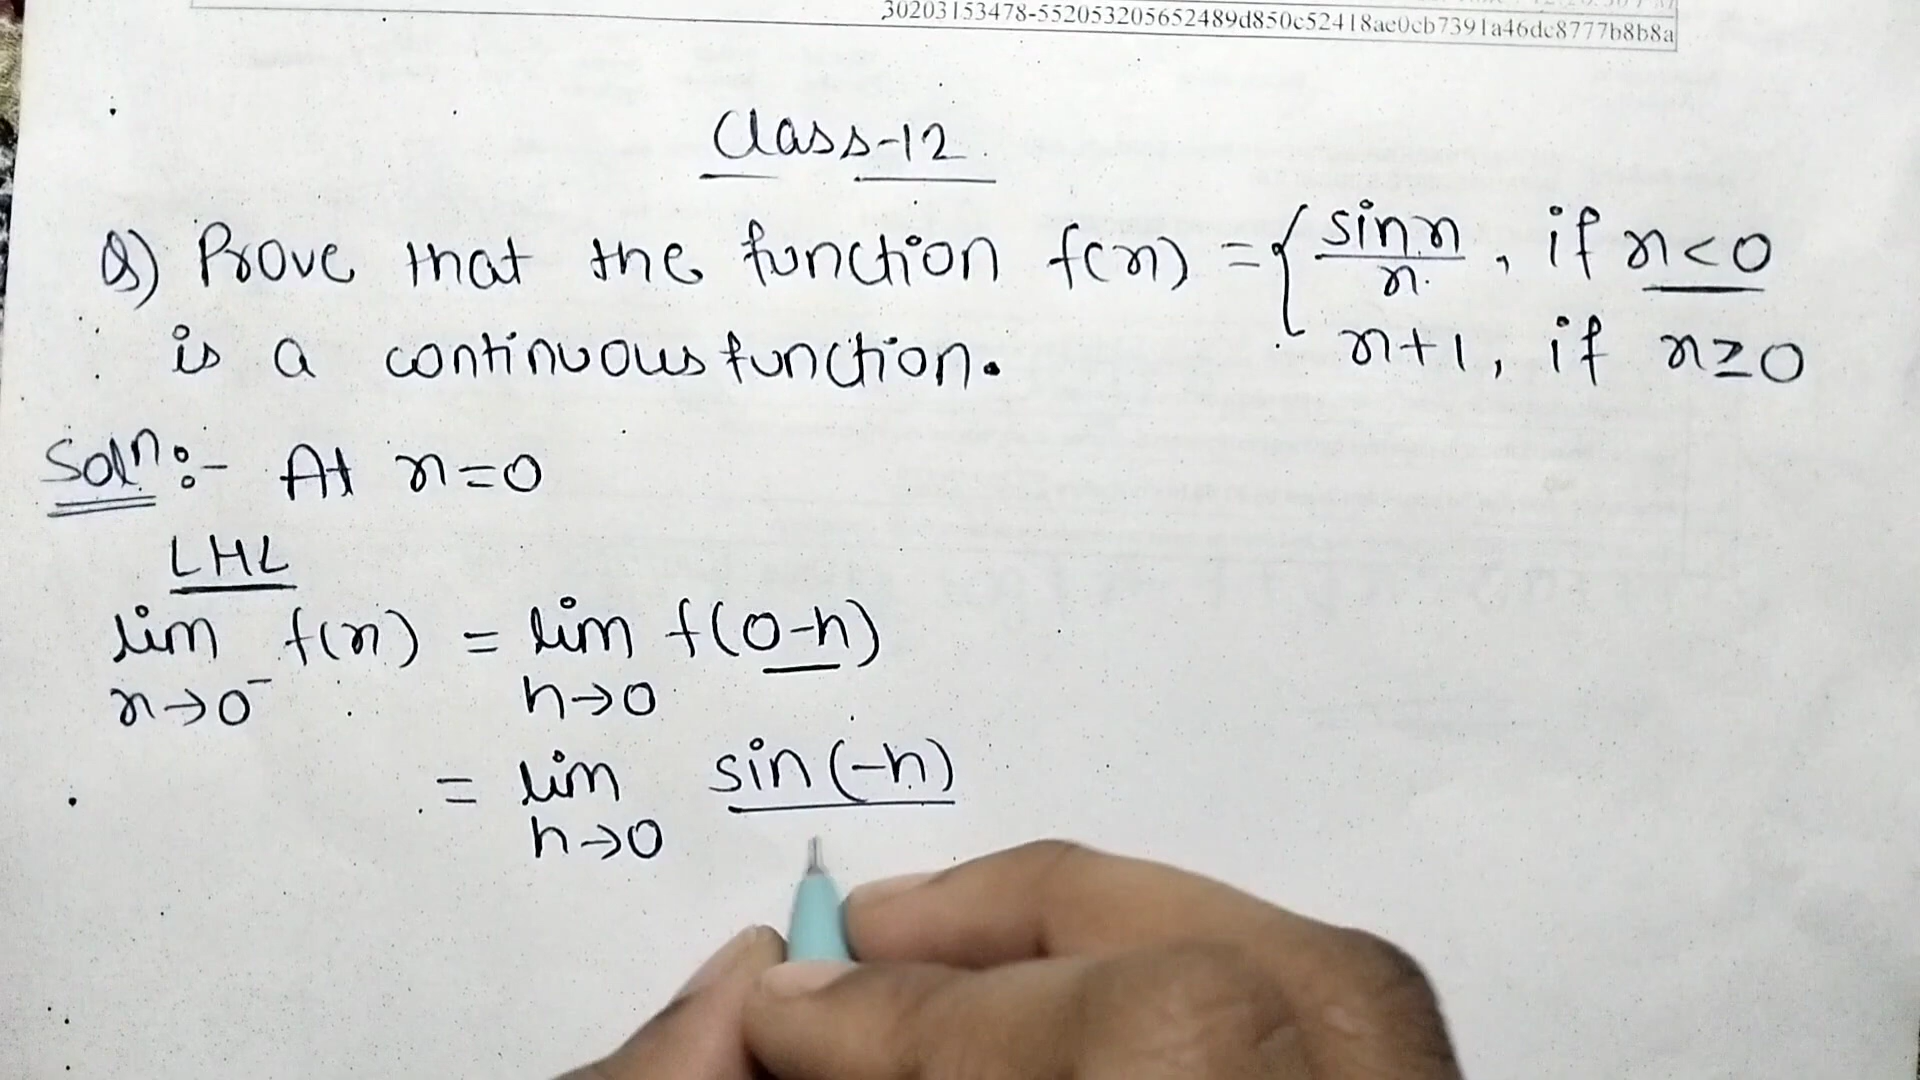 30203153478-552053205652489d850c52418ae0cb7391a46dc8777b8b8a
Class-12
Q) Prove that the function f(x) = { sin x / x , if x < 0
is a continuous function. x+1, if x ≥ 0
Solⁿ:- At x=0
LHL
lim f(x) = lim f(0-h)
x→0⁻ h→0
= lim sin(-h)
h→0